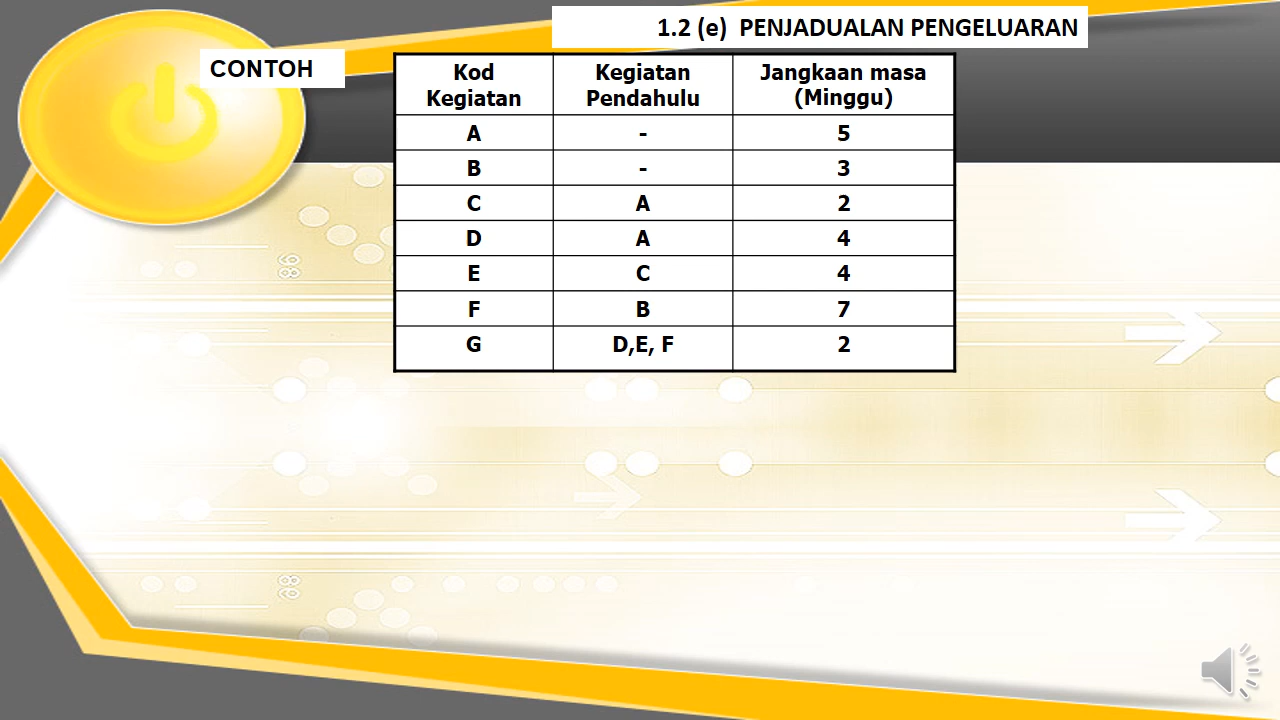 1.2 (e) PENJADUALAN PENGELUARAN
CONTOH
Kod Kegiatan Kegiatan Pendahulu Jangkaan masa (Minggu)
A - 5
B - 3
C A 2
D A 4
E C 4
F B 7
G D,E, F 2